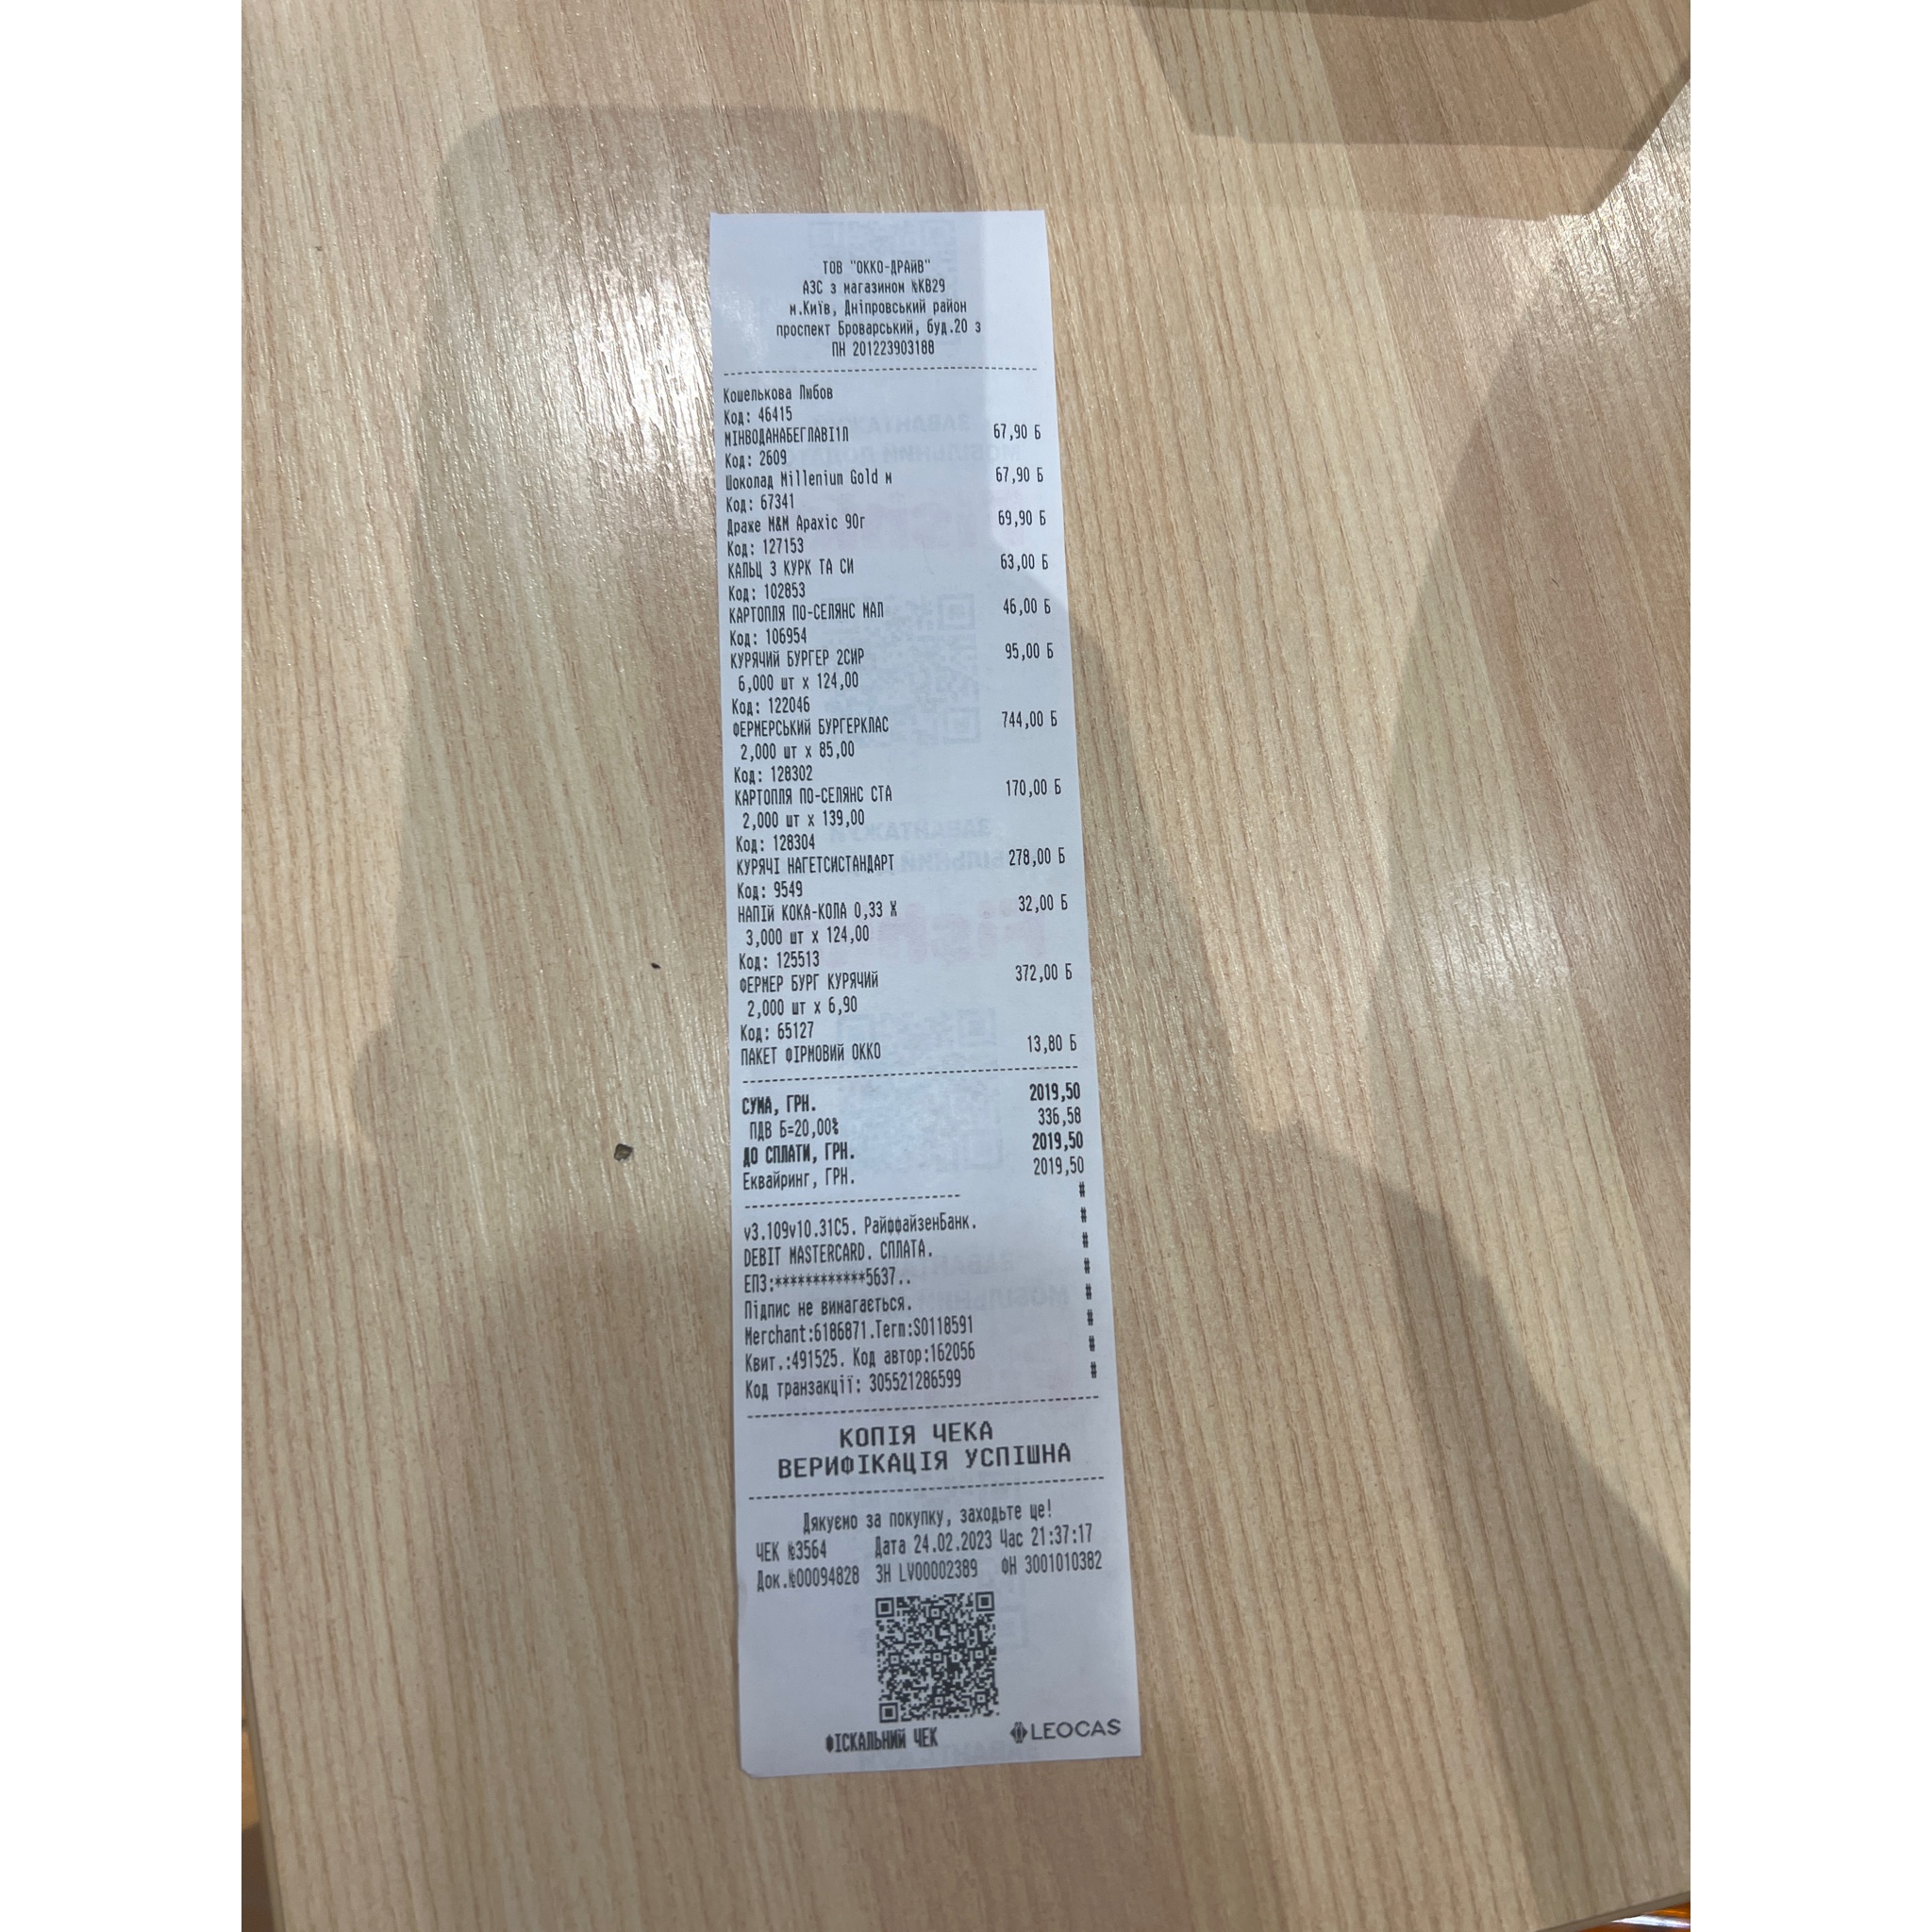 ТОВ "ОККО-ДРАЙВ"
АЗС з магазином №КВ29
м.Київ, Дніпровський район
проспект Броварський, буд.20 з
ПН 201223903188
Кошелькова Любов
Код: 46415
МІНВОДАНАБЕГЛАВІ1Л 67,90 Б
Код: 2609
Шоколад Millenium Gold м 67,90 Б
Код: 67341
Драже M&M Арахіс 90г 69,90 Б
Код: 127153
КАЛЬЦ З КУРК ТА СИ 63,00 Б
Код: 102853
КАРТОПЛЯ ПО-СЕЛЯНС МАЛ 46,00 Б
Код: 106954
КУРЯЧИЙ БУРГЕР 2СИР 95,00 Б
6,000 шт x 124,00
Код: 122046
ФЕРМЕРСЬКИЙ БУРГЕРКЛАС 744,00 Б
2,000 шт x 85,00
Код: 128302
КАРТОПЛЯ ПО-СЕЛЯНС СТА 170,00 Б
2,000 шт x 139,00
Код: 128304
КУРЯЧІ НАГЕТСИСТАНДАРТ 278,00 Б
Код: 9549
НАПІЙ КОКА-КОЛА 0,33 Ж 32,00 Б
3,000 шт x 124,00
Код: 125513
ФЕРМЕР БУРГ КУРЯЧИЙ 372,00 Б
2,000 шт x 6,90
Код: 65127
ПАКЕТ ФІРМОВИЙ ОККО 13,80 Б
СУМА, ГРН. 2019,50
ПДВ Б=20,00% 336,58
ДО СПЛАТИ, ГРН. 2019,50
Еквайринг, ГРН. 2019,50
#
v3.109v10.31C5. РайффайзенБанк. #
DEBIT MASTERCARD. СПЛАТА. #
ЕПЗ:************5637.. #
Підпис не вимагається. #
Merchant:6186871.Term:S0118591 #
Квит.:491525. Код автор:162056 #
Код транзакції: 305521286599 #
КОПІЯ ЧЕКА
ВЕРИФІКАЦІЯ УСПІШНА
Дякуємо за покупку, заходьте ще!
ЧЕК №3564 Дата 24.02.2023 Час 21:37:17
Док.№00094828 ЗН LV00002389 ФН 3001010382
ФІСКАЛЬНИЙ ЧЕК LEOCAS